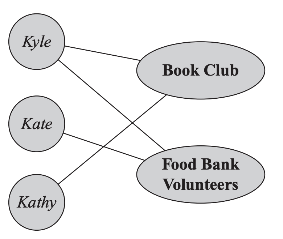 Kyle
Book Club
Kate
Food Bank
Volunteers
Kathy